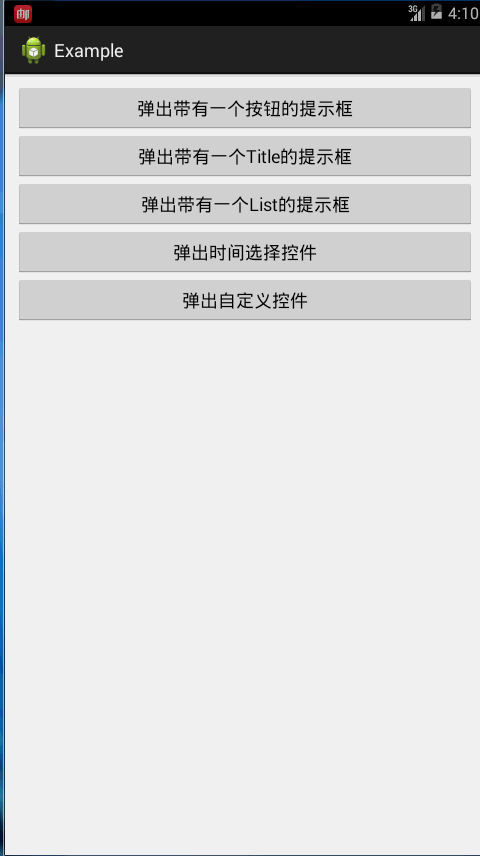 3G
4:10
Example
弹出带有一个按钮的提示框
弹出带有一个Title的提示框
弹出带有一个List的提示框
弹出时间选择控件
弹出自定义控件